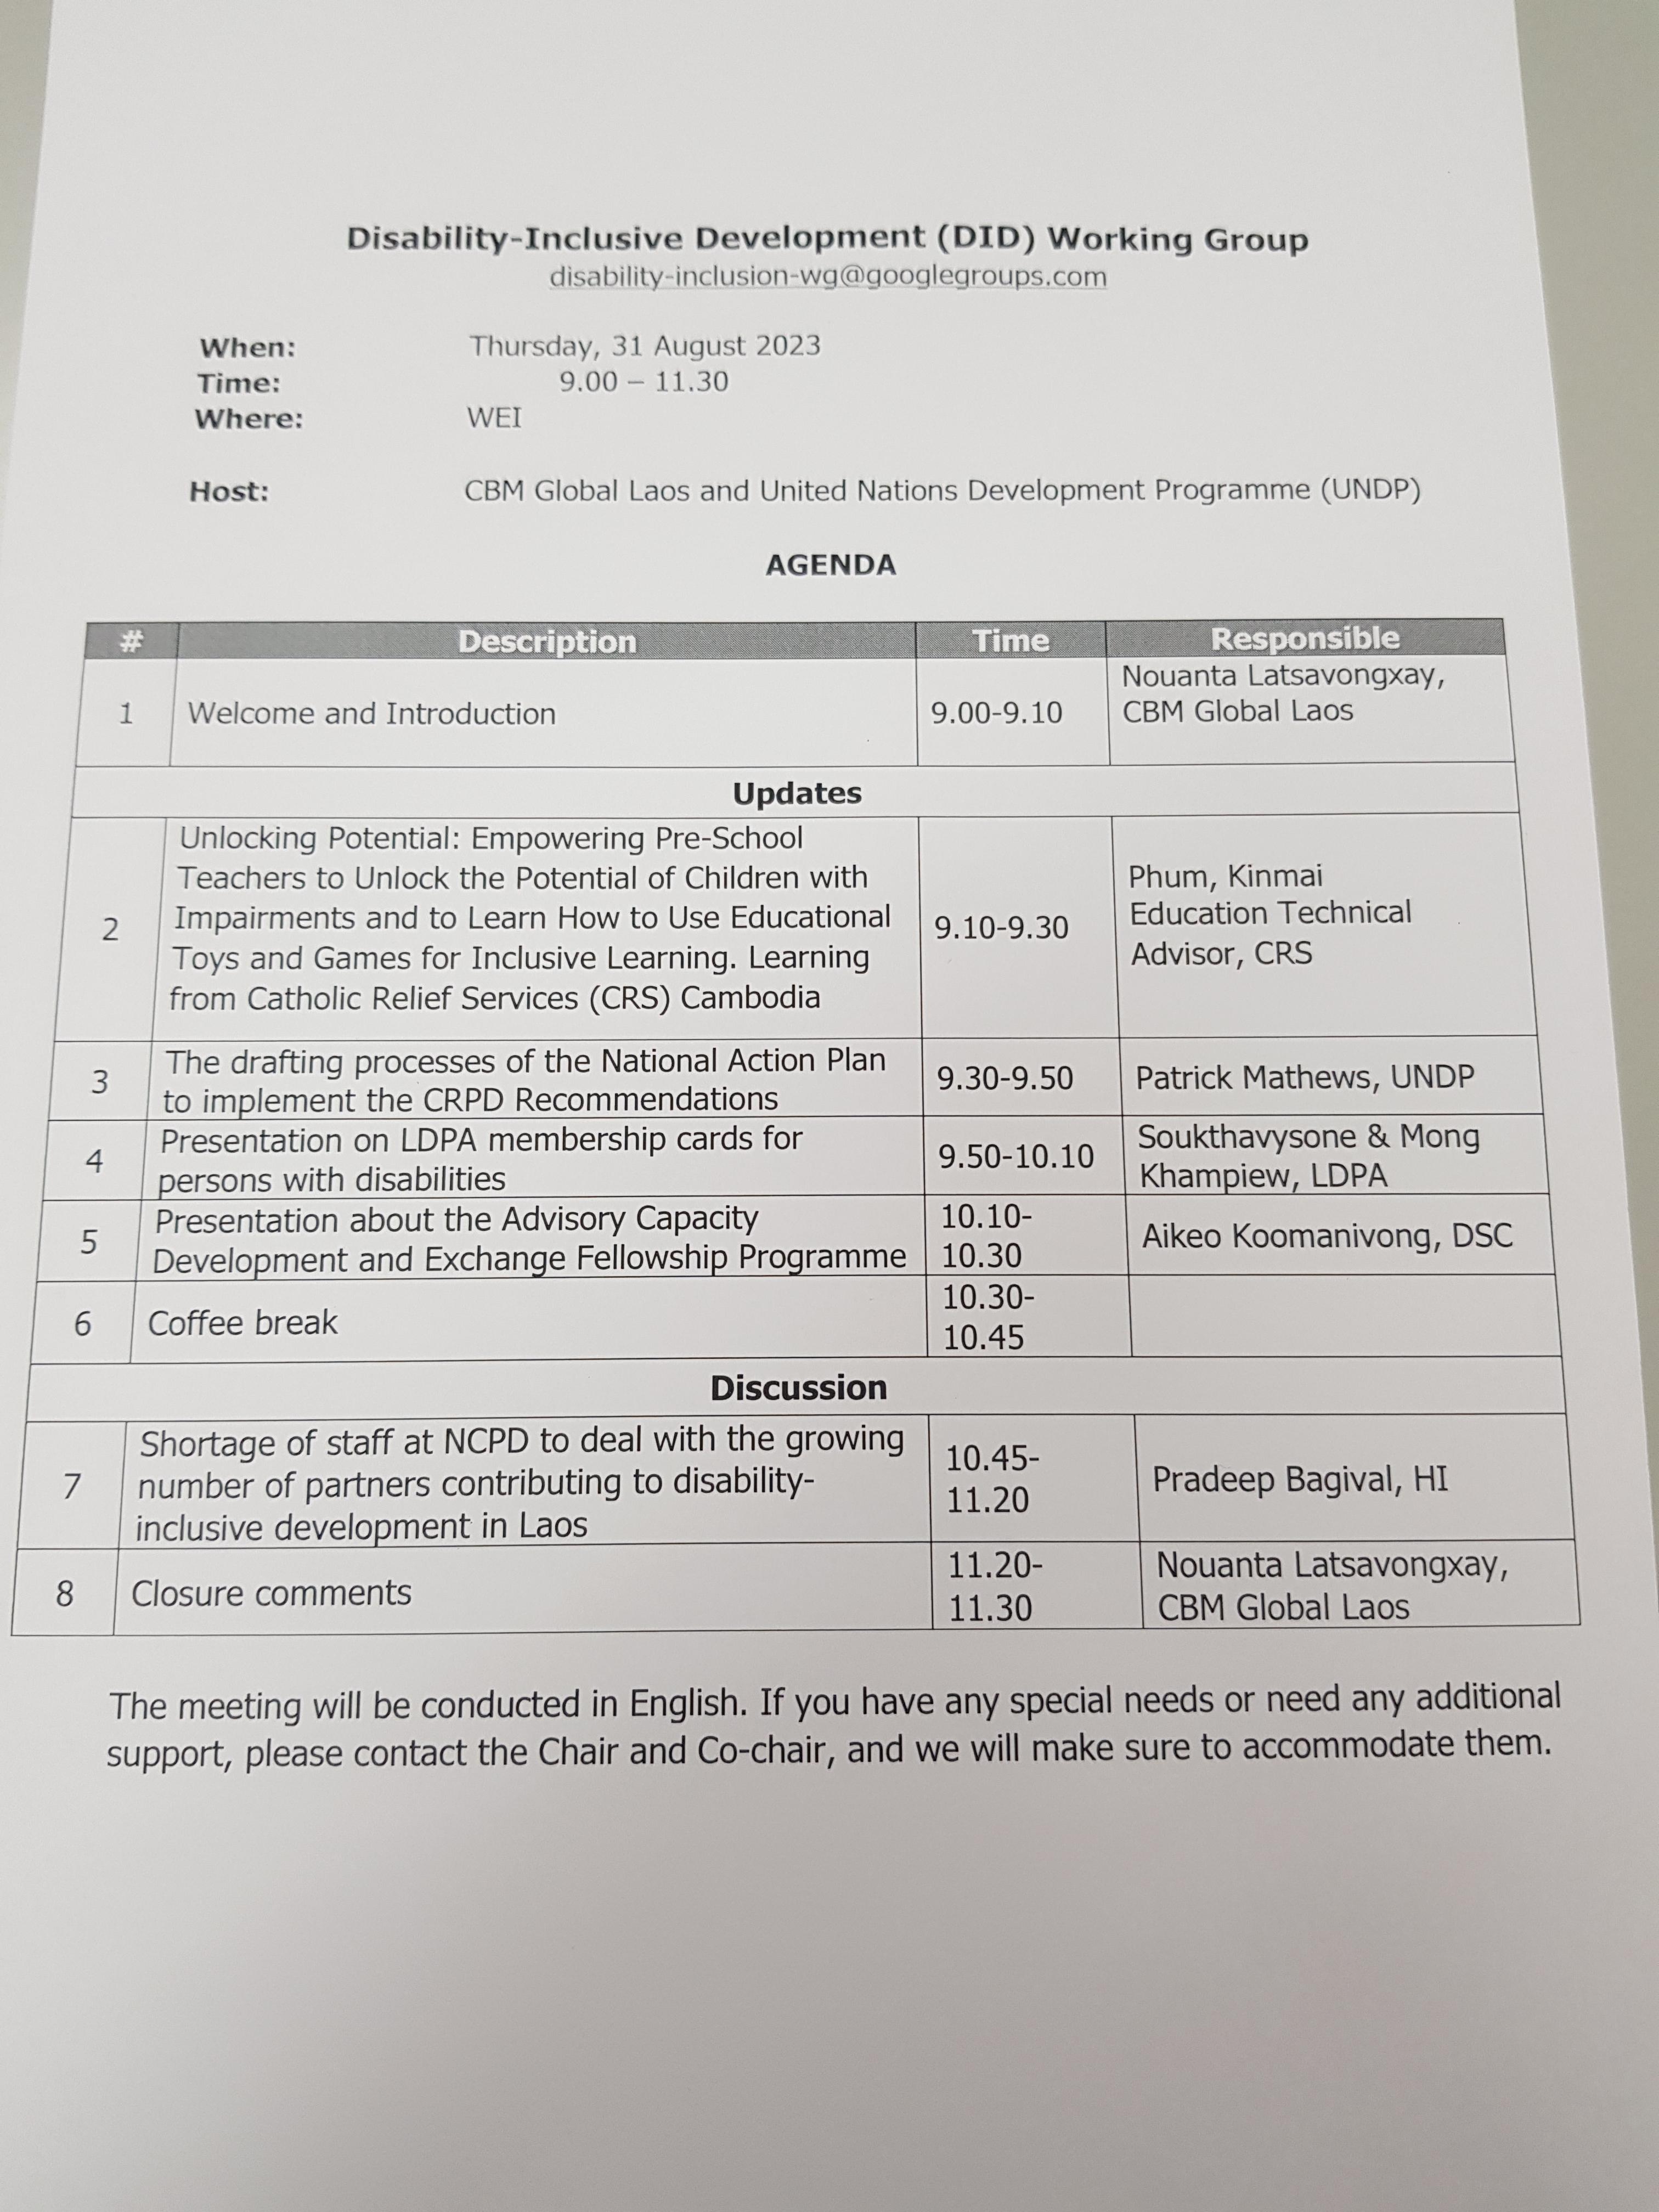 Disability-Inclusive Development (DID) Working Group
disability-inclusion-wg@googlegroups.com
When: Thursday, 31 August 2023
Time: 9.00 – 11.30
Where: WEI
Host: CBM Global Laos and United Nations Development Programme (UNDP)
AGENDA
# Description Time Responsible
1 Welcome and Introduction 9.00-9.10 Nouanta Latsavongxay,
CBM Global Laos
Updates
2 Unlocking Potential: Empowering Pre-School
Teachers to Unlock the Potential of Children with
Impairments and to Learn How to Use Educational
Toys and Games for Inclusive Learning. Learning
from Catholic Relief Services (CRS) Cambodia
9.10-9.30
Phum, Kinmai
Education Technical
Advisor, CRS
3 The drafting processes of the National Action Plan
to implement the CRPD Recommendations
9.30-9.50
Patrick Mathews, UNDP
4 Presentation on LDPA membership cards for
persons with disabilities
9.50-10.10
Soukthavysone & Mong
Khampiew, LDPA
5 Presentation about the Advisory Capacity
Development and Exchange Fellowship Programme
10.10-
10.30
Aikeo Koomanivong, DSC
6 Coffee break
10.30-
10.45
Discussion
7 Shortage of staff at NCPD to deal with the growing
number of partners contributing to disability-
inclusive development in Laos
10.45-
11.20
Pradeep Bagival, HI
8 Closure comments
11.20-
11.30
Nouanta Latsavongxay,
CBM Global Laos
The meeting will be conducted in English. If you have any special needs or need any additional
support, please contact the Chair and Co-chair, and we will make sure to accommodate them.